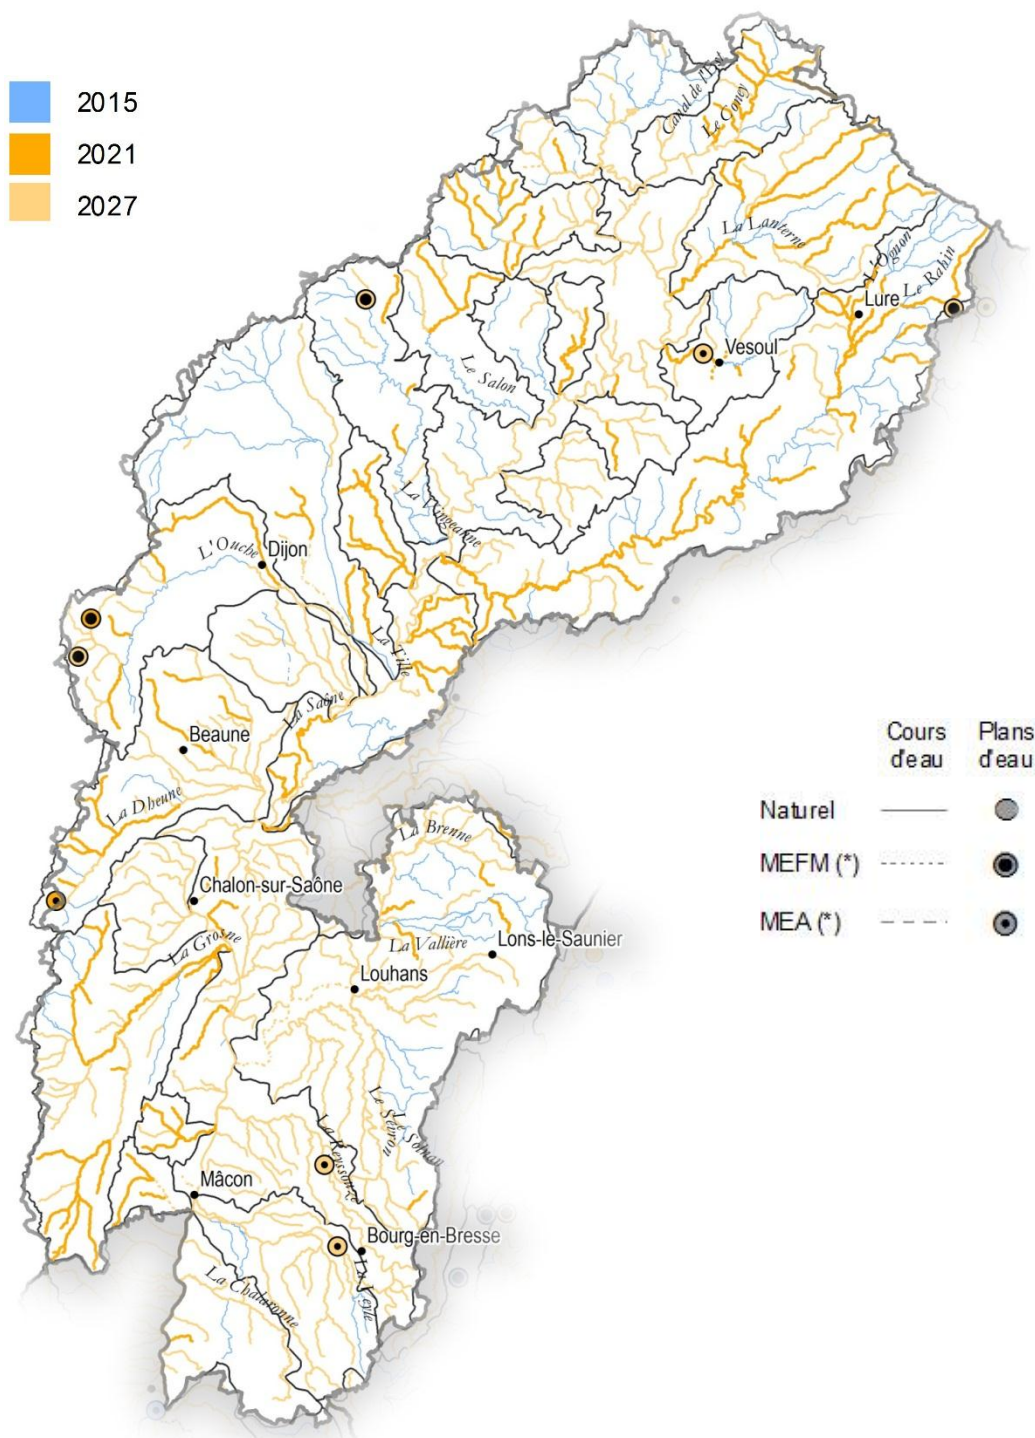 2015
2021
2027
Canal de l'Est
Le Coney
La Lanterne
L'Ognon
Le Rahin
Lure
Vesoul
Le Salon
La Vingeanne
L'Ouche
Dijon
La Tille
La Saône
Beaune
La Dheune
La Brenne
Chalon-sur-Saône
La Grosne
La Vallière
Lons-le-Saunier
Louhans
Le Sevron
Le Solnan
La Reyssouze
Mâcon
Bourg-en-Bresse
La Veyle
La Chalaronne
Cours Plans
d'eau d'eau
Naturel
MEFM (*)
MEA (*)